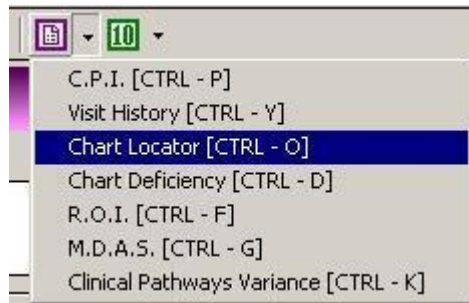 10
C.P.I. [CTRL - P]
Visit History [CTRL - Y]
Chart Locator [CTRL - O]
Chart Deficiency [CTRL - D]
R.O.I. [CTRL - F]
M.D.A.S. [CTRL - G]
Clinical Pathways Variance [CTRL - K]